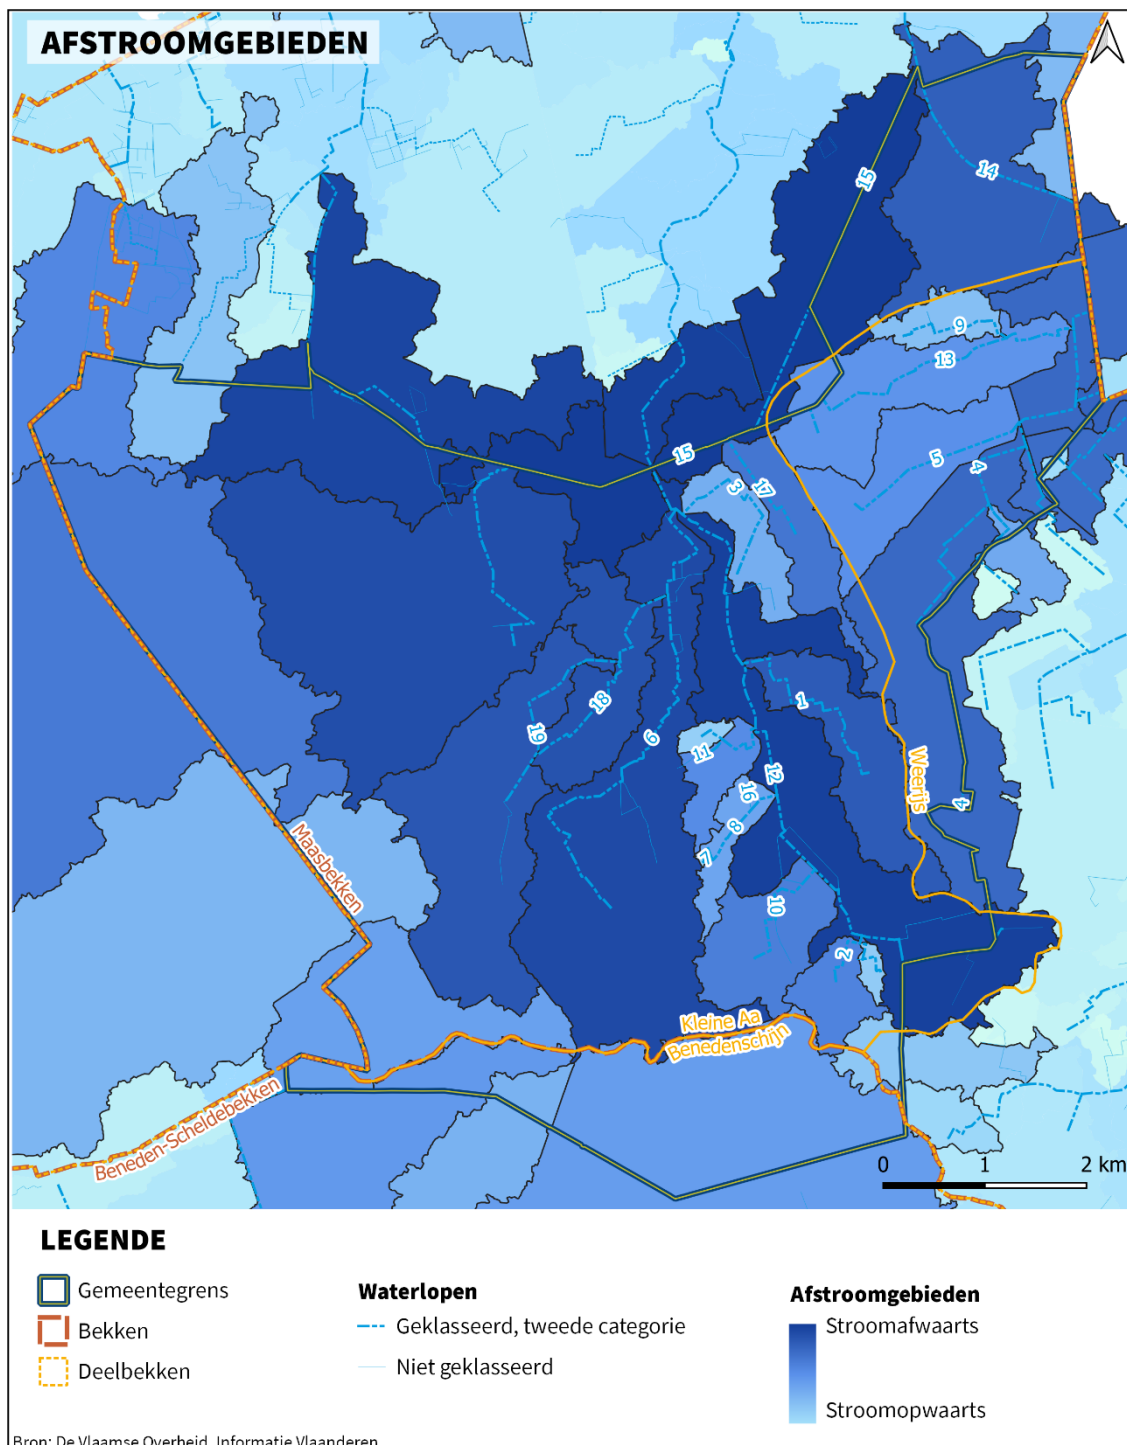 AFSTROOMGEBIEDEN
14
15
9
13
15
5
4
3
17
18
19
6
1
11
12
16
8
7
10
2
4
Weerijs
Maasbekken
Kleine Aa
Benedenschijn
Beneden-Scheldebekken
0 1 2 km
LEGENDE
Gemeentegrens
Bekken
Deelbekken
Waterlopen
Geklasseerd, tweede categorie
Niet geklasseerd
Afstroomgebieden
Stroomafwaarts
Stroomopwaarts
Bron: De Vlaamse Overheid, Informatie Vlaanderen